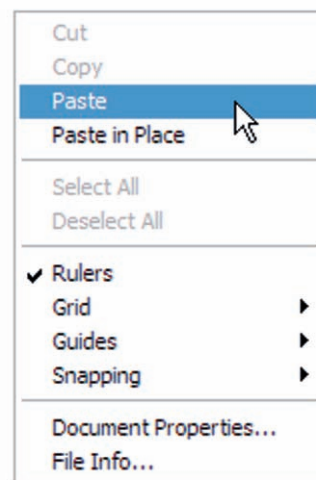 Cut
Copy
Paste
Paste in Place
Select All
Deselect All
Rulers
Grid
Guides
Snapping
Document Properties...
File Info...